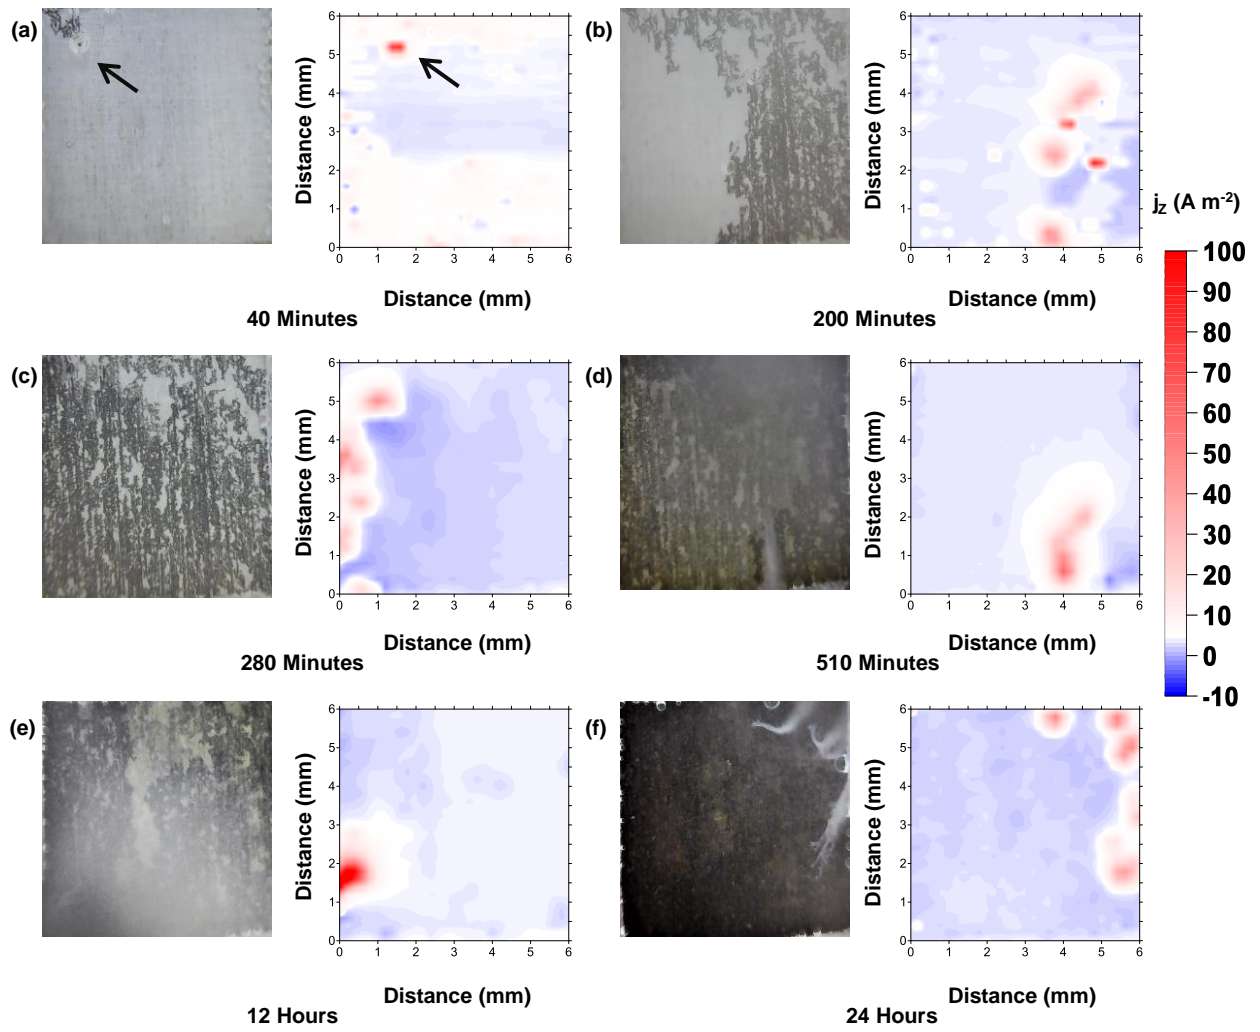 (a)
Distance (mm)
6
5
4
3
2
1
0
0 1 2 3 4 5 6
Distance (mm)
40 Minutes
(b)
Distance (mm)
6
5
4
3
2
1
0
0 1 2 3 4 5 6
Distance (mm)
200 Minutes
jz (A m-2)
100
90
80
70
60
50
40
30
20
10
0
-10
(c)
Distance (mm)
6
5
4
3
2
1
0
0 1 2 3 4 5 6
Distance (mm)
280 Minutes
(d)
Distance (mm)
6
5
4
3
2
1
0
0 1 2 3 4 5 6
Distance (mm)
510 Minutes
(e)
Distance (mm)
6
5
4
3
2
1
0
0 1 2 3 4 5 6
Distance (mm)
12 Hours
(f)
Distance (mm)
6
5
4
3
2
1
0
0 1 2 3 4 5 6
Distance (mm)
24 Hours